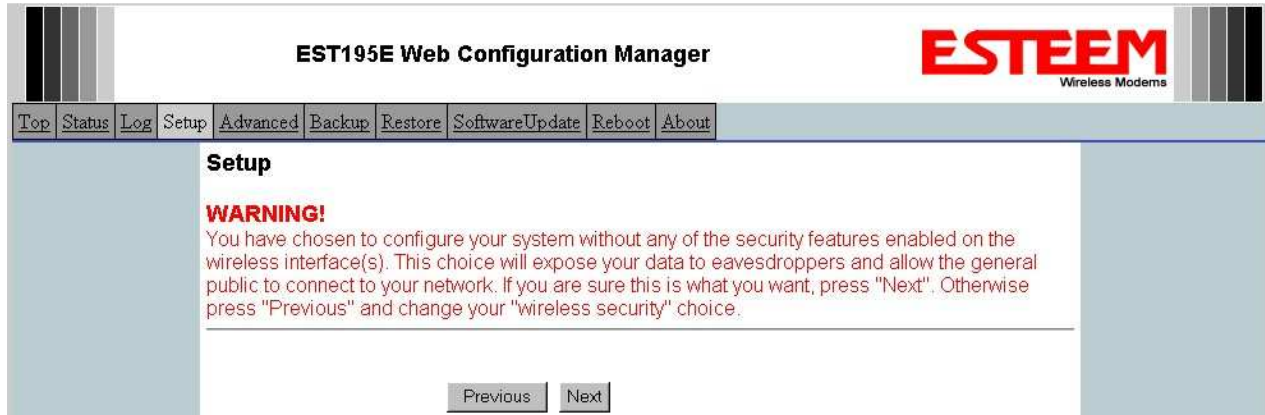 EST195E Web Configuration Manager
ESTEEM
Wireless Modems
Top Status Log Setup Advanced Backup Restore SoftwareUpdate Reboot About
Setup
WARNING!
You have chosen to configure your system without any of the security features enabled on the
wireless interface(s). This choice will expose your data to eavesdroppers and allow the general
public to connect to your network. If you are sure this is what you want, press "Next". Otherwise
press "Previous" and change your "wireless security" choice.
Previous Next